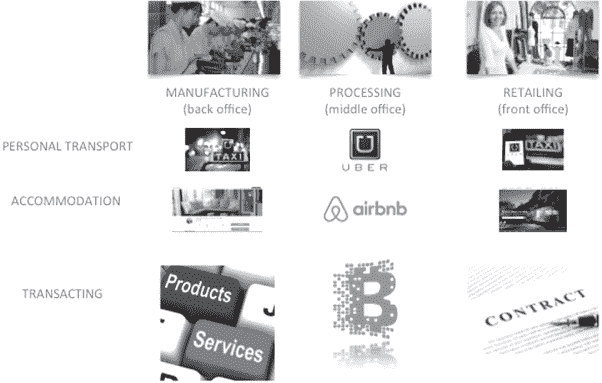 MANUFACTURING
(back office)
PROCESSING
(middle office)
RETAILING
(front office)
PERSONAL TRANSPORT
TAXI
UBER
TAXI
ACCOMMODATION
airbnb
TRANSACTING
Products
Services
B
CONTRACT